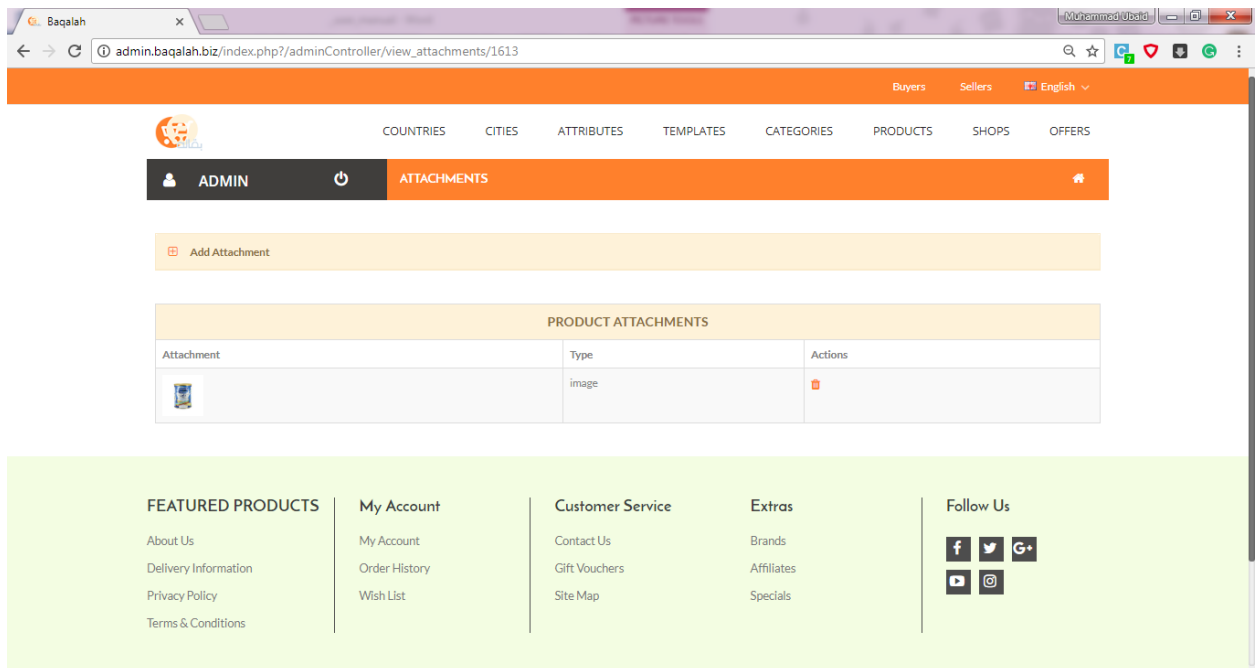 Baqalah
Muhammad Ubaid
admin.baqalah.biz/index.php?/adminController/view_attachments/1613
7
Buyers Sellers English
COUNTRIES CITIES ATTRIBUTES TEMPLATES CATEGORIES PRODUCTS SHOPS OFFERS
ADMIN ATTACHMENTS
Add Attachment
PRODUCT ATTACHMENTS
Attachment Type Actions
image
FEATURED PRODUCTS My Account Customer Service Extras Follow Us
About Us My Account Contact Us Brands
Delivery Information Order History Gift Vouchers Affiliates
Privacy Policy Wish List Site Map Specials
Terms & Conditions